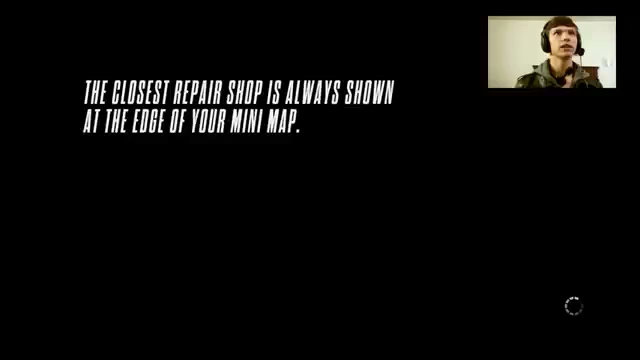 THE CLOSEST REPAIR SHOP IS ALWAYS SHOWN
AT THE EDGE OF YOUR MINI MAP.